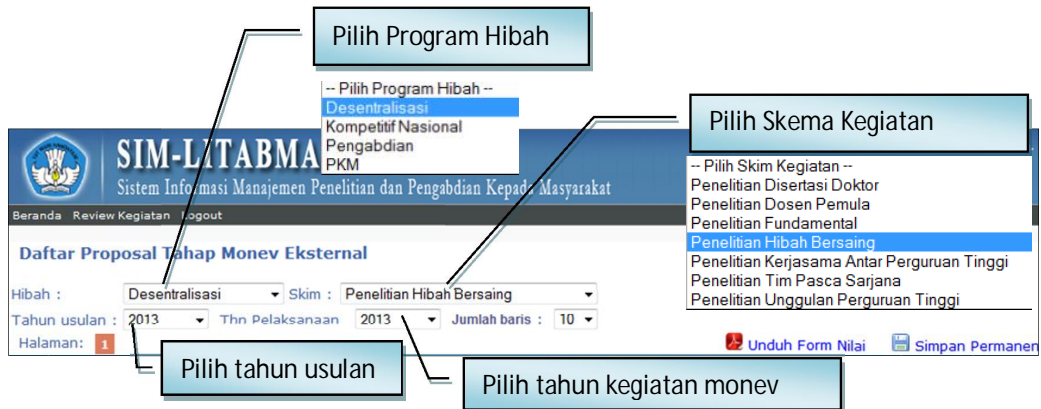 Pilih Program Hibah
-- Pilih Program Hibah --
Desentralisasi
Kompetitif Nasional
Pengabdian
PKM
Pilih Skema Kegiatan
-- Pilih Skim Kegiatan --
Penelitian Disertasi Doktor
Penelitian Dosen Pemula
Penelitian Fundamental
Penelitian Hibah Bersaing
Penelitian Kerjasama Antar Perguruan Tinggi
Penelitian Tim Pasca Sarjana
Penelitian Unggulan Perguruan Tinggi
SIM-LITABMA
Sistem Informasi Manajemen Penelitian dan Pengabdian Kepada Masyarakat
Beranda Review Kegiatan Logout
Daftar Proposal Tahap Monev Eksternal
Hibah : Desentralisasi Skim : Penelitian Hibah Bersaing
Tahun usulan : 2013 Thn Pelaksanaan 2013 Jumlah baris : 10
Halaman: 1 Unduh Form Nilai Simpan Permanen
Pilih tahun usulan
Pilih tahun kegiatan monev